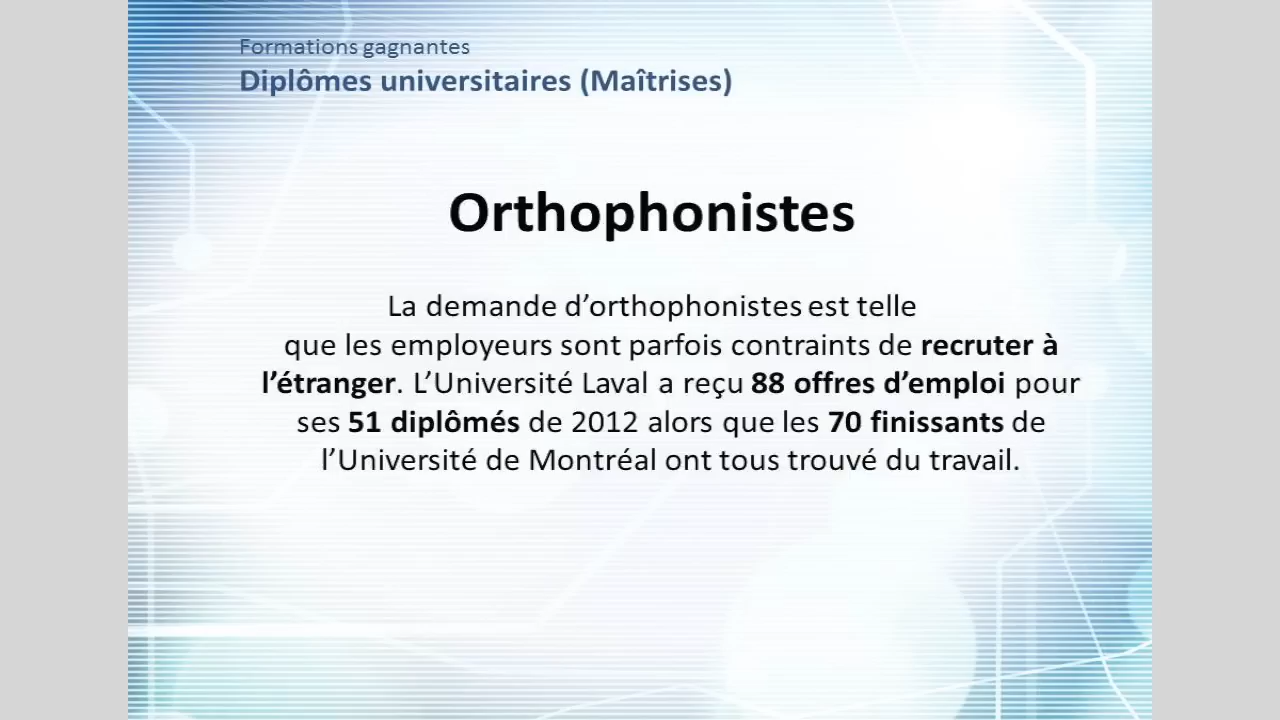 Formations gagnantes
Diplômes universitaires (Maîtrises)
Orthophonistes
La demande d’orthophonistes est telle
que les employeurs sont parfois contraints de recruter à
l’étranger. L’Université Laval a reçu 88 offres d’emploi pour
ses 51 diplômés de 2012 alors que les 70 finissants de
l’Université de Montréal ont tous trouvé du travail.